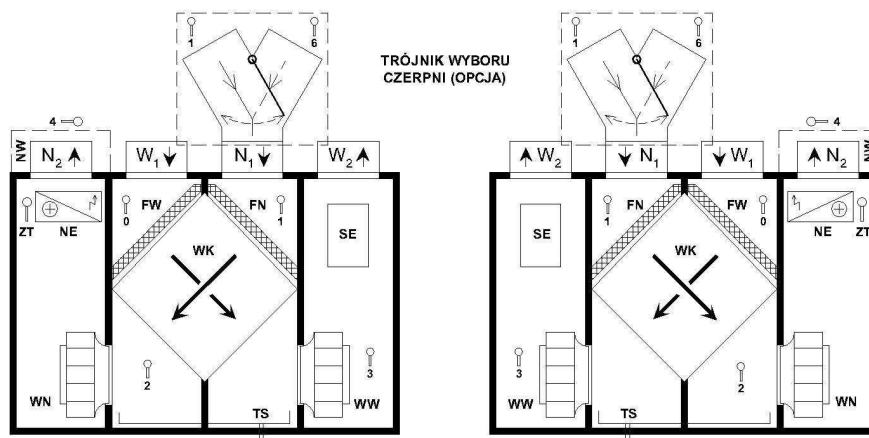 1 6
TRÓJNIK WYBORU
CZERPNI (OPCJA)
1 6
4
NW N₂ W₁ N₁ W₂
W₂ N₁ W₁ N₂ NW
4
ZT NE 0 FW FN 1 SE
WK
2 3
WN TS WW
SE 1 FN FW 0 NE ZT
WK
3 2
WW TS WN